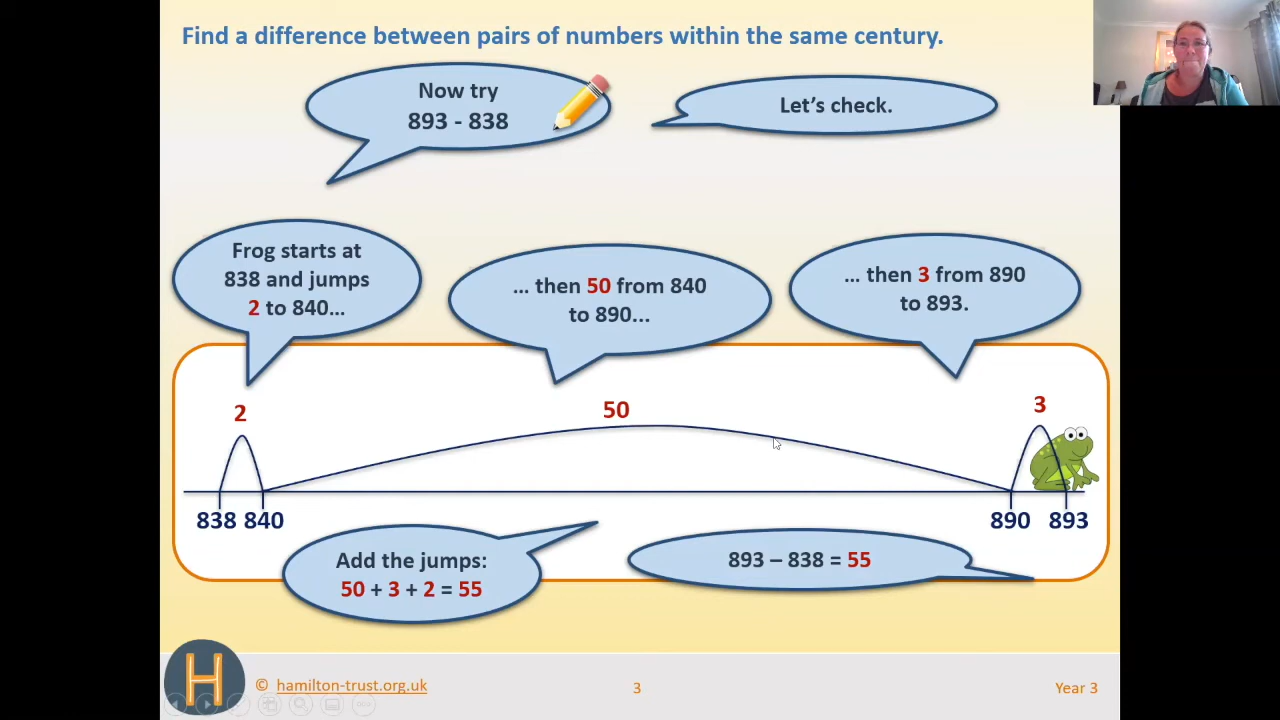 Find a difference between pairs of numbers within the same century.
Now try
893 - 838
Let's check.
Frog starts at
838 and jumps
2 to 840...
... then 50 from 840
to 890...
... then 3 from 890
to 893.
2
50
3
838
840
890
893
Add the jumps:
50 + 3 + 2 = 55
893 – 838 = 55
H
© hamilton-trust.org.uk
3
Year 3